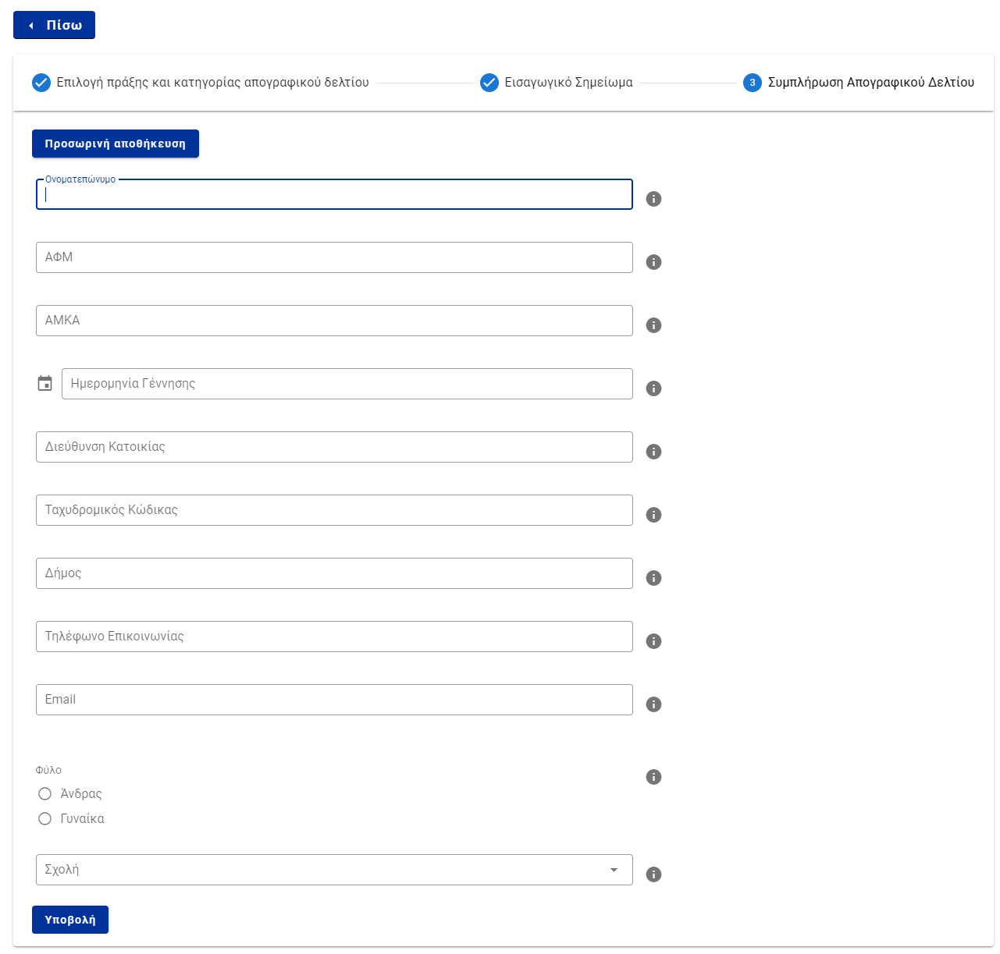 Πίσω
Επιλογή πράξης και κατηγορίας απογραφικού δελτίου
Εισαγωγικό Σημείωμα
3 Συμπλήρωση Απογραφικού Δελτίου
Προσωρινή αποθήκευση
Ονοματεπώνυμο
ΑΦΜ
ΑΜΚΑ
Ημερομηνία Γέννησης
Διεύθυνση Κατοικίας
Ταχυδρομικός Κώδικας
Δήμος
Τηλέφωνο Επικοινωνίας
Email
Φύλο
Άνδρας
Γυναίκα
Σχολή
Υποβολή